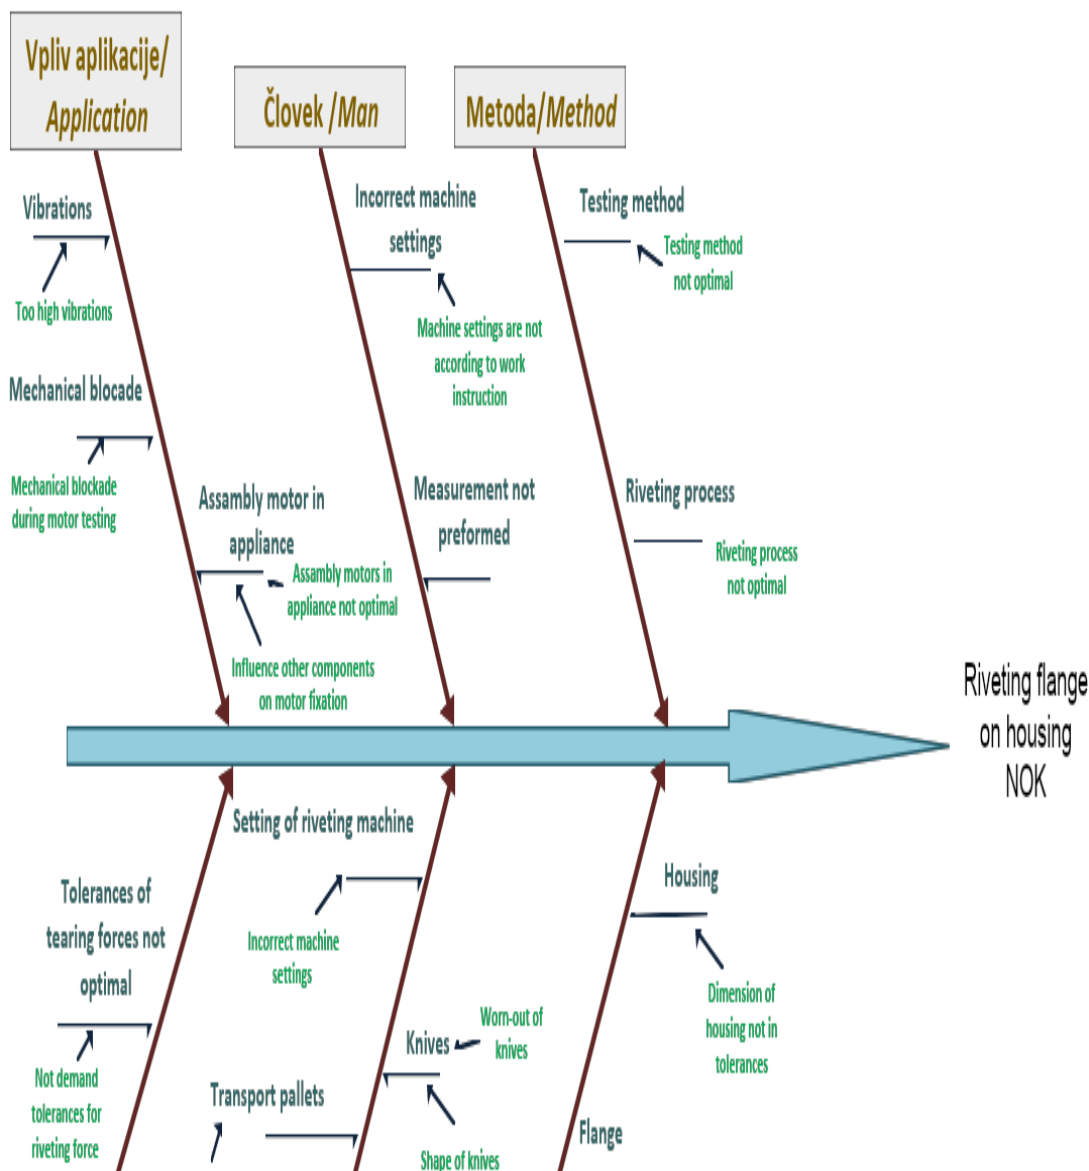 Vpliv aplikacije/
Application
Človek /Man
Metoda/Method
Vibrations
Too high vibrations
Mechanical blocade
Mechanical blockade
during motor testing
Assambly motor in
appliance
Assambly motors in
appliance not optimal
Influence other components
on motor fixation
Incorrect machine
settings
Machine settings are not
according to work
instruction
Measurement not
preformed
Testing method
Testing method
not optimal
Riveting process
Riveting process
not optimal
Riveting flange
on housing
NOK
Tolerances of
tearing forces not
optimal
Not demand
tolerances for
riveting force
Setting of riveting machine
Incorrect machine
settings
Knives
Worn-out of
knives
Shape of knives
Transport pallets
Housing
Dimension of
housing not in
tolerances
Flange